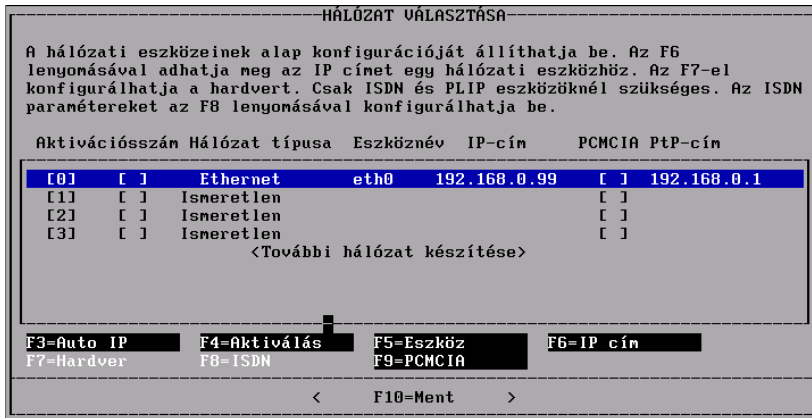 HÁLÓZAT VÁLASZTÁSA
A hálózati eszközeinek alap konfigurációját állíthatja be. Az F6
lenyomásával adhatja meg az IP címet egy hálózati eszközhöz. Az F7-el
konfigurálhatja a hardvert. Csak ISDN és PLIP eszközöknél szükséges. Az ISDN
paramétereket az F8 lenyomásával konfigurálhatja be.
Aktivációsszám Hálózat típusa Eszköznév IP-cím PCMCIA PtP-cím
[0] [ ] Ethernet eth0 192.168.0.99 [ ] 192.168.0.1
[1] [ ] Ismeretlen [ ]
[2] [ ] Ismeretlen [ ]
[3] [ ] Ismeretlen [ ]
<További hálózat készítése>
F3=Auto IP F4=Aktiválás F5=Eszköz F6=IP cím
F7=Hardver F8=ISDN F9=PCMCIA
< F10=Ment >